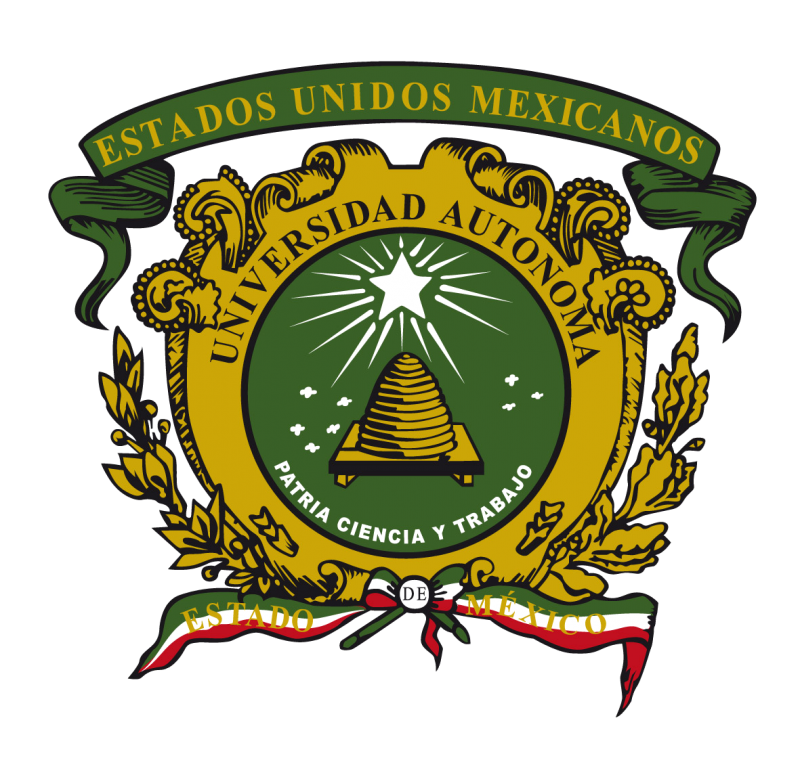 ESTADOS UNIDOS MEXICANOS
UNIVERSIDAD AUTONOMA
PATRIA CIENCIA Y TRABAJO
ESTADO DE MÉXICO